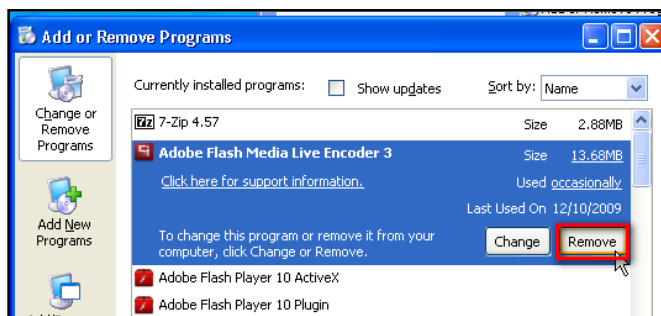 Add or Remove Programs
Currently installed programs:
Show updates
Sort by:
Name
Change or
Remove
Programs
7-Zip 4.57
Size
2.88MB
Adobe Flash Media Live Encoder 3
Size
13.68MB
Click here for support information.
Used occasionally
Last Used On 12/10/2009
Add New
Programs
To change this program or remove it from your
computer, click Change or Remove.
Change
Remove
Adobe Flash Player 10 ActiveX
Adobe Flash Player 10 Plugin